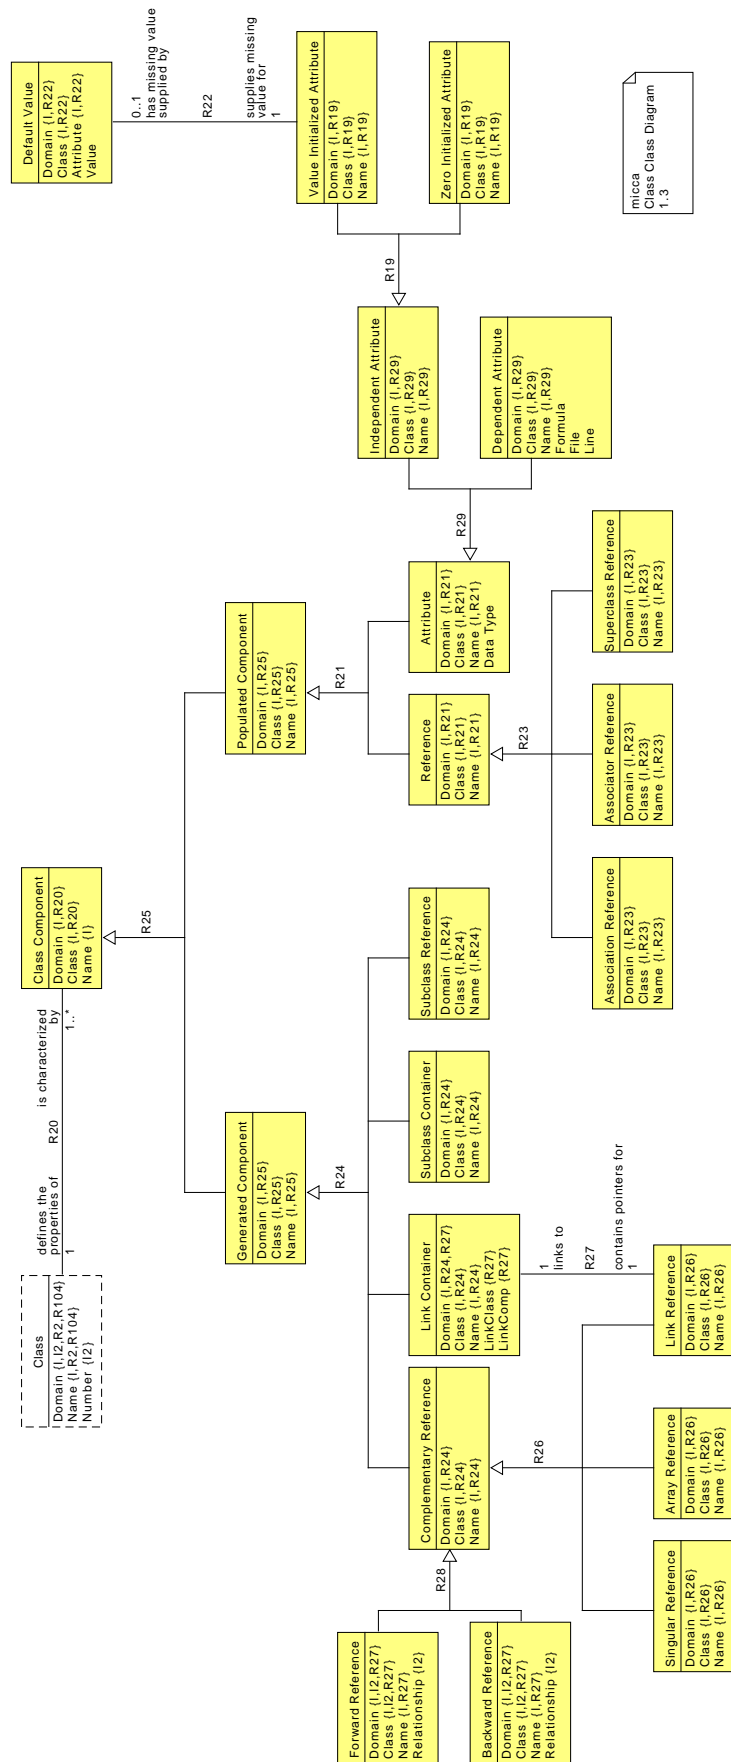 Class
Domain {I,I2,R2,R104}
Name {I,R2,R104}
Number {I2}
defines the
properties of
1
R20
is characterized
by
1..*
Class Component
Domain {I,R20}
Class {I,R20}
Name {I}
R25
Default Value
Domain {I,R22}
Class {I,R22}
Attribute {I,R22}
Value
0..1
has missing value
supplied by
R22
supplies missing
value for
1
Generated Component
Domain {I,R25}
Class {I,R25}
Name {I,R25}
R24
Populated Component
Domain {I,R25}
Class {I,R25}
Name {I,R25}
R21
Value Initialized Attribute
Domain {I,R19}
Class {I,R19}
Name {I,R19}
Zero Initialized Attribute
Domain {I,R19}
Class {I,R19}
Name {I,R19}
R19
Independent Attribute
Domain {I,R29}
Class {I,R29}
Name {I,R29}
Dependent Attribute
Domain {I,R29}
Class {I,R29}
Name {I,R29}
Formula
File
Line
R29
Forward Reference
Domain {I,I2,R27}
Class {I,I2,R27}
Name {I,R27}
Relationship {I2}
Backward Reference
Domain {I,I2,R27}
Class {I,I2,R27}
Name {I,R27}
Relationship {I2}
R28
Complementary Reference
Domain {I,R24}
Class {I,R24}
Name {I,R24}
Link Container
Domain {I,R24,R27}
Class {I,R24}
Name {I,R24}
LinkClass {R27}
LinkComp {R27}
Subclass Container
Domain {I,R24}
Class {I,R24}
Name {I,R24}
Subclass Reference
Domain {I,R24}
Class {I,R24}
Name {I,R24}
Reference
Domain {I,R21}
Class {I,R21}
Name {I,R21}
Attribute
Domain {I,R21}
Class {I,R21}
Name {I,R21}
Data Type
R26
1
links to
R27
contains pointers for
1
R23
Singular Reference
Domain {I,R26}
Class {I,R26}
Name {I,R26}
Array Reference
Domain {I,R26}
Class {I,R26}
Name {I,R26}
Link Reference
Domain {I,R26}
Class {I,R26}
Name {I,R26}
Association Reference
Domain {I,R23}
Class {I,R23}
Name {I,R23}
Associator Reference
Domain {I,R23}
Class {I,R23}
Name {I,R23}
Superclass Reference
Domain {I,R23}
Class {I,R23}
Name {I,R23}
micca
Class Class Diagram
1.3